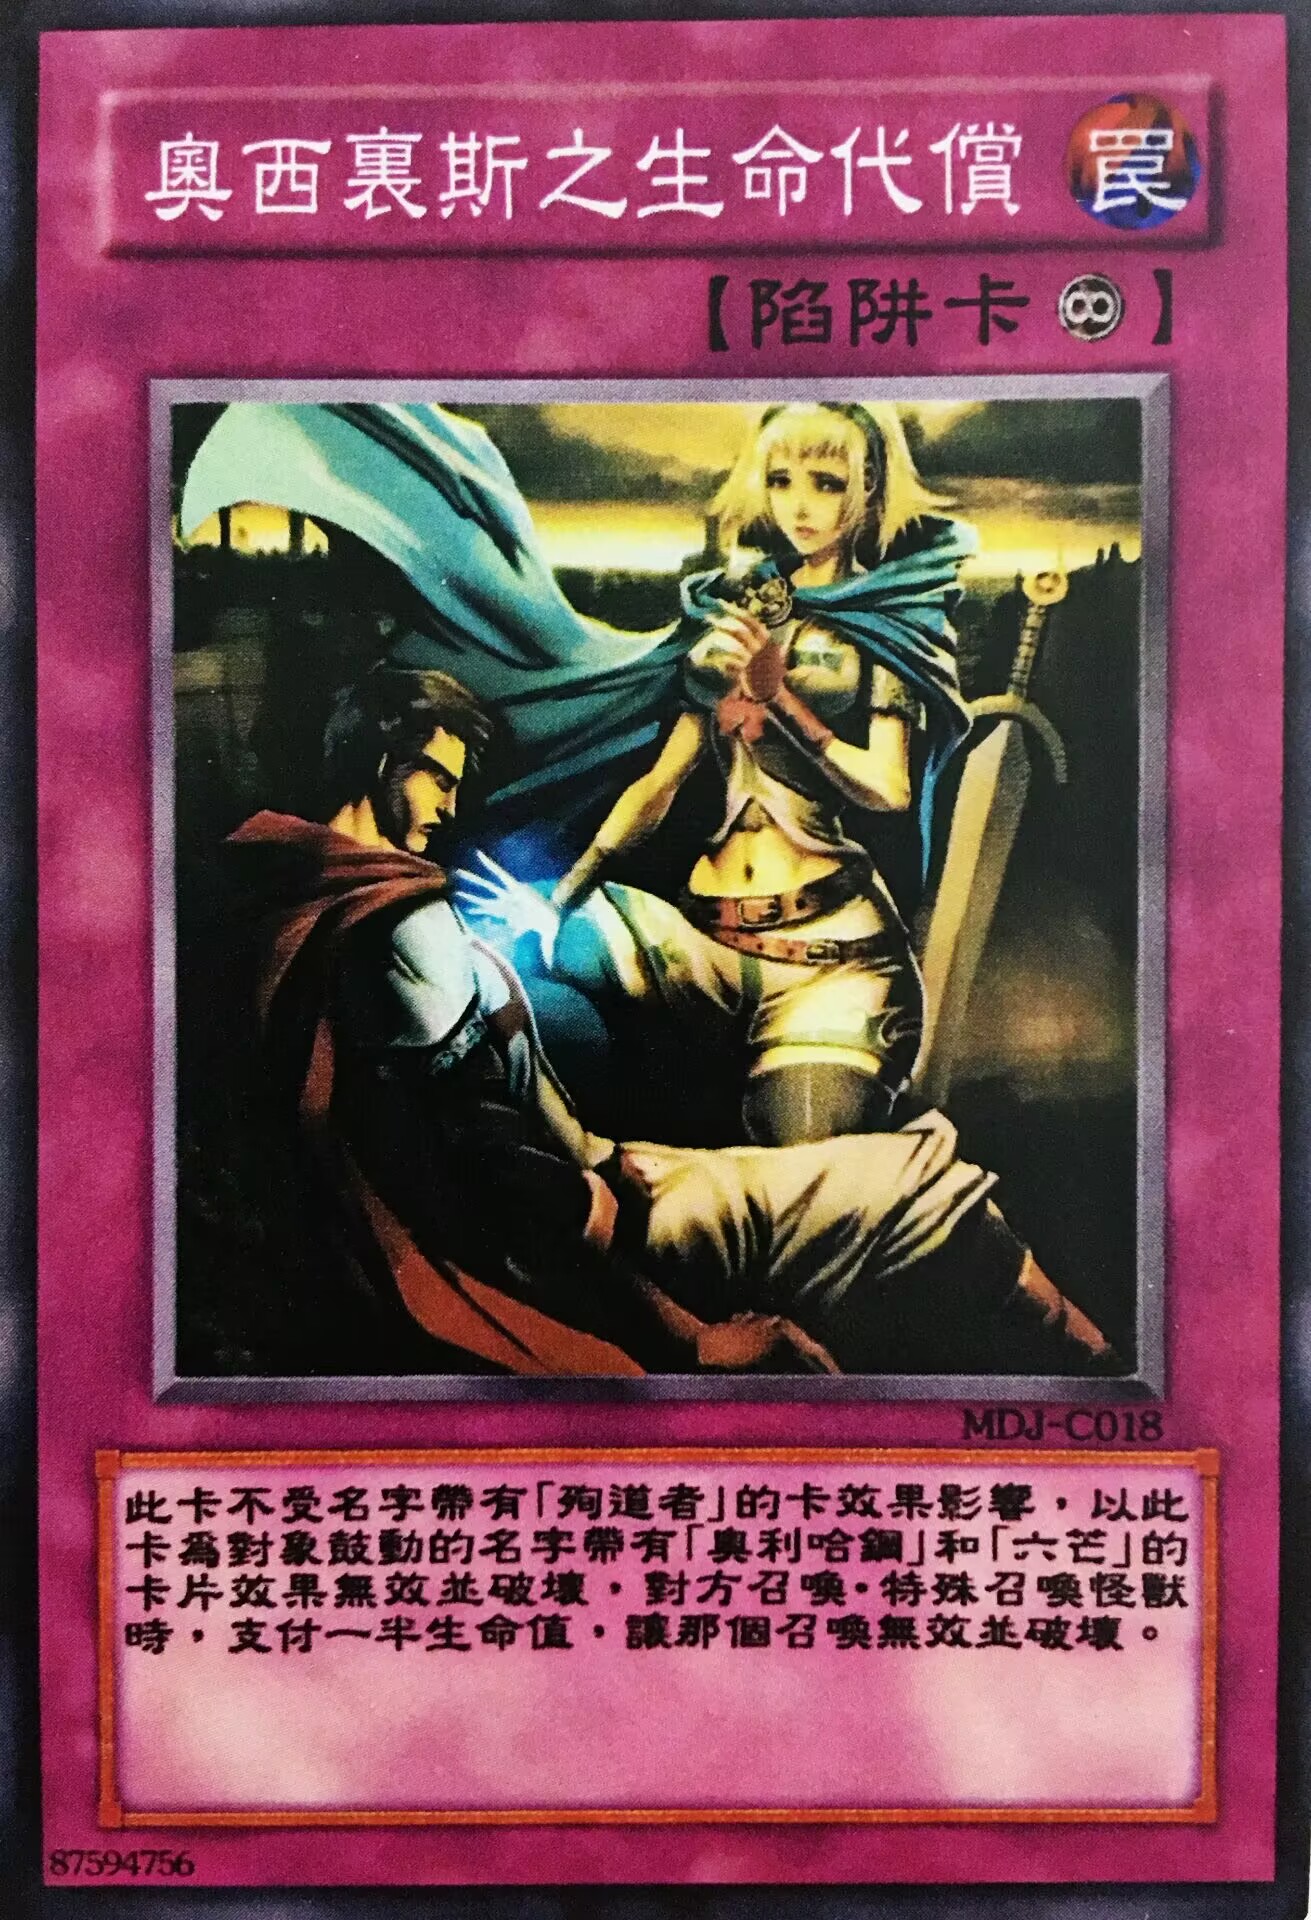 奧西裏斯之生命代償 罠
【陷阱卡 ♾】
MDJ-C018
此卡不受名字帶有「殉道者」的卡效果影響，以此
卡為對象鼓動的名字帶有「奧利哈鋼」和「六芒」的
卡片效果無效並破壞，對方召喚·特殊召喚怪獸
時，支付一半生命值，讓那個召喚無效並破壞。
87594756